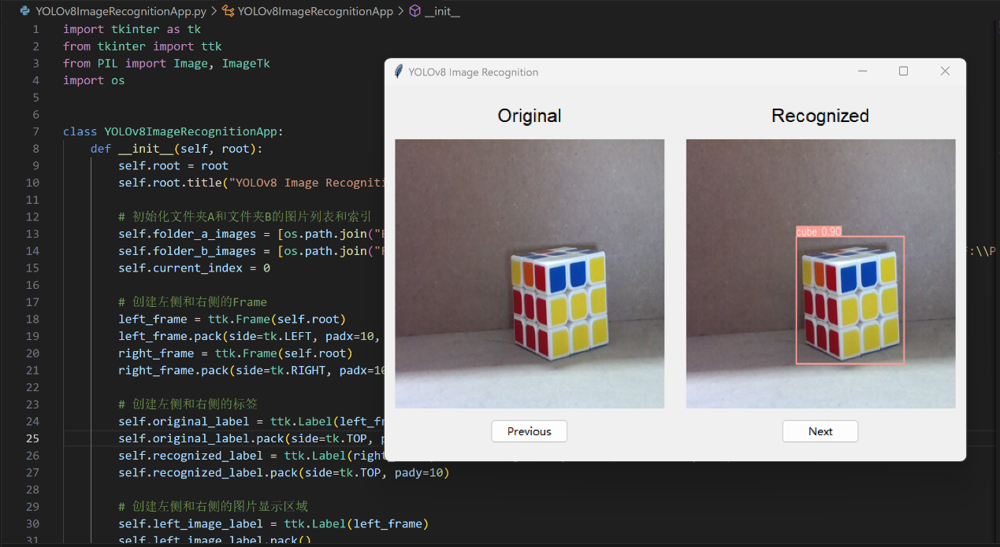 YOLOv8ImageRecognitionApp.py > YOLOv8ImageRecognitionApp > __init__
1 import tkinter as tk
2 from tkinter import ttk
3 from PIL import Image, ImageTk
4 import os
5
6
7 class YOLOv8ImageRecognitionApp:
8 def __init__(self, root):
9 self.root = root
10 self.root.title("YOLOv8 Image Recogniti
11
12 # 初始化文件夹A和文件夹B的图片列表和索引
13 self.folder_a_images = [os.path.join("
14 self.folder_b_images = [os.path.join(" :\\P
15 self.current_index = 0
16
17 # 创建左侧和右侧的Frame
18 left_frame = ttk.Frame(self.root)
19 left_frame.pack(side=tk.LEFT, padx=10,
20 right_frame = ttk.Frame(self.root)
21 right_frame.pack(side=tk.RIGHT, padx=10
22
23 # 创建左侧和右侧的标签
24 self.original_label = ttk.Label(left_fr
25 self.original_label.pack(side=tk.TOP, p
26 self.recognized_label = ttk.Label(right
27 self.recognized_label.pack(side=tk.TOP, pady=10)
28
29 # 创建左侧和右侧的图片显示区域
30 self.left_image_label = ttk.Label(left_frame)
31 self.left_image_label.pack()
YOLOv8 Image Recognition
Original
Recognized
cube 0.90
Previous
Next